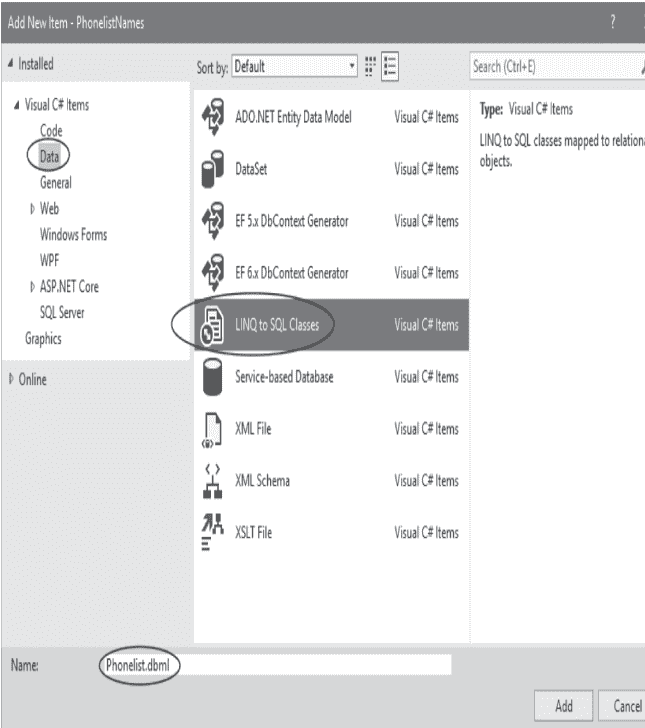 Add New Item - PhonelistNames ?
Installed
Sort by: Default
Search (Ctrl+E)
Visual C# Items
Code
Data
General
Web
Windows Forms
WPF
ASP.NET Core
SQL Server
Graphics
Online
ADO.NET Entity Data Model Visual C# Items
DataSet Visual C# Items
EF 5.x DbContext Generator Visual C# Items
EF 6.x DbContext Generator Visual C# Items
LINQ to SQL Classes Visual C# Items
Service-based Database Visual C# Items
XML File Visual C# Items
XML Schema Visual C# Items
XSLT File Visual C# Items
Type: Visual C# Items
LINQ to SQL classes mapped to relationa
objects.
Name: Phonelist.dbml
Add Cancel